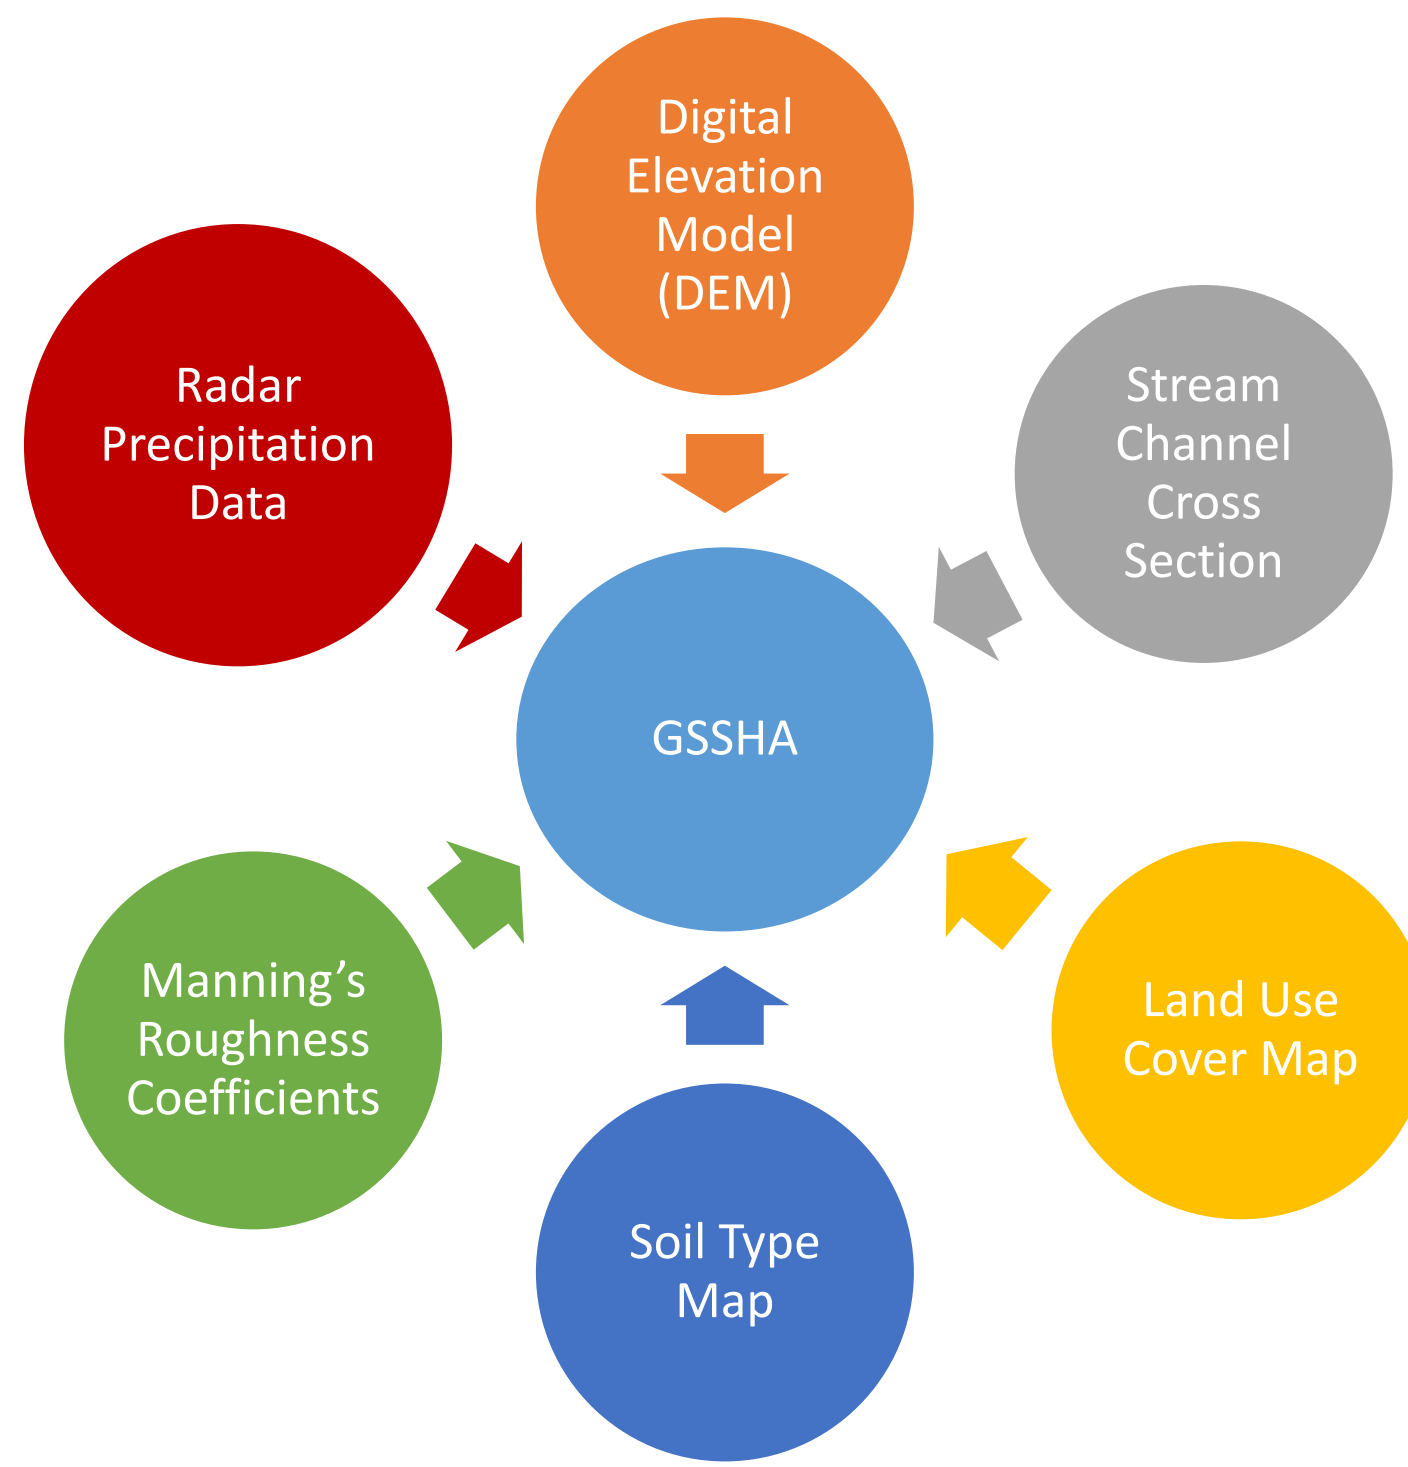 Digital
Elevation
Model
(DEM)
Radar
Precipitation
Data
Stream
Channel
Cross
Section
GSSHA
Manning’s
Roughness
Coefficients
Land Use
Cover Map
Soil Type
Map